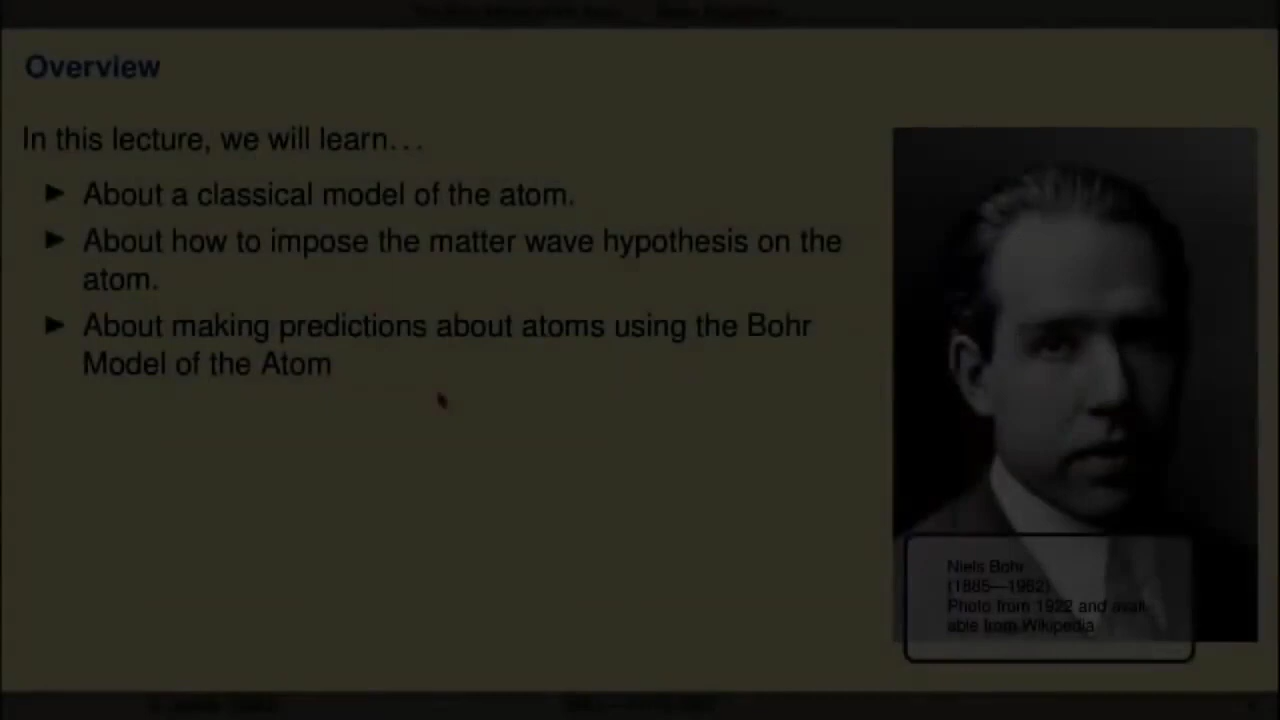 Overview
In this lecture, we will learn...
► About a classical model of the atom.
► About how to impose the matter wave hypothesis on the
atom.
► About making predictions about atoms using the Bohr
Model of the Atom
Niels Bohr
(1885—1962)
Photo from 1922 and avail-
able from Wikipedia